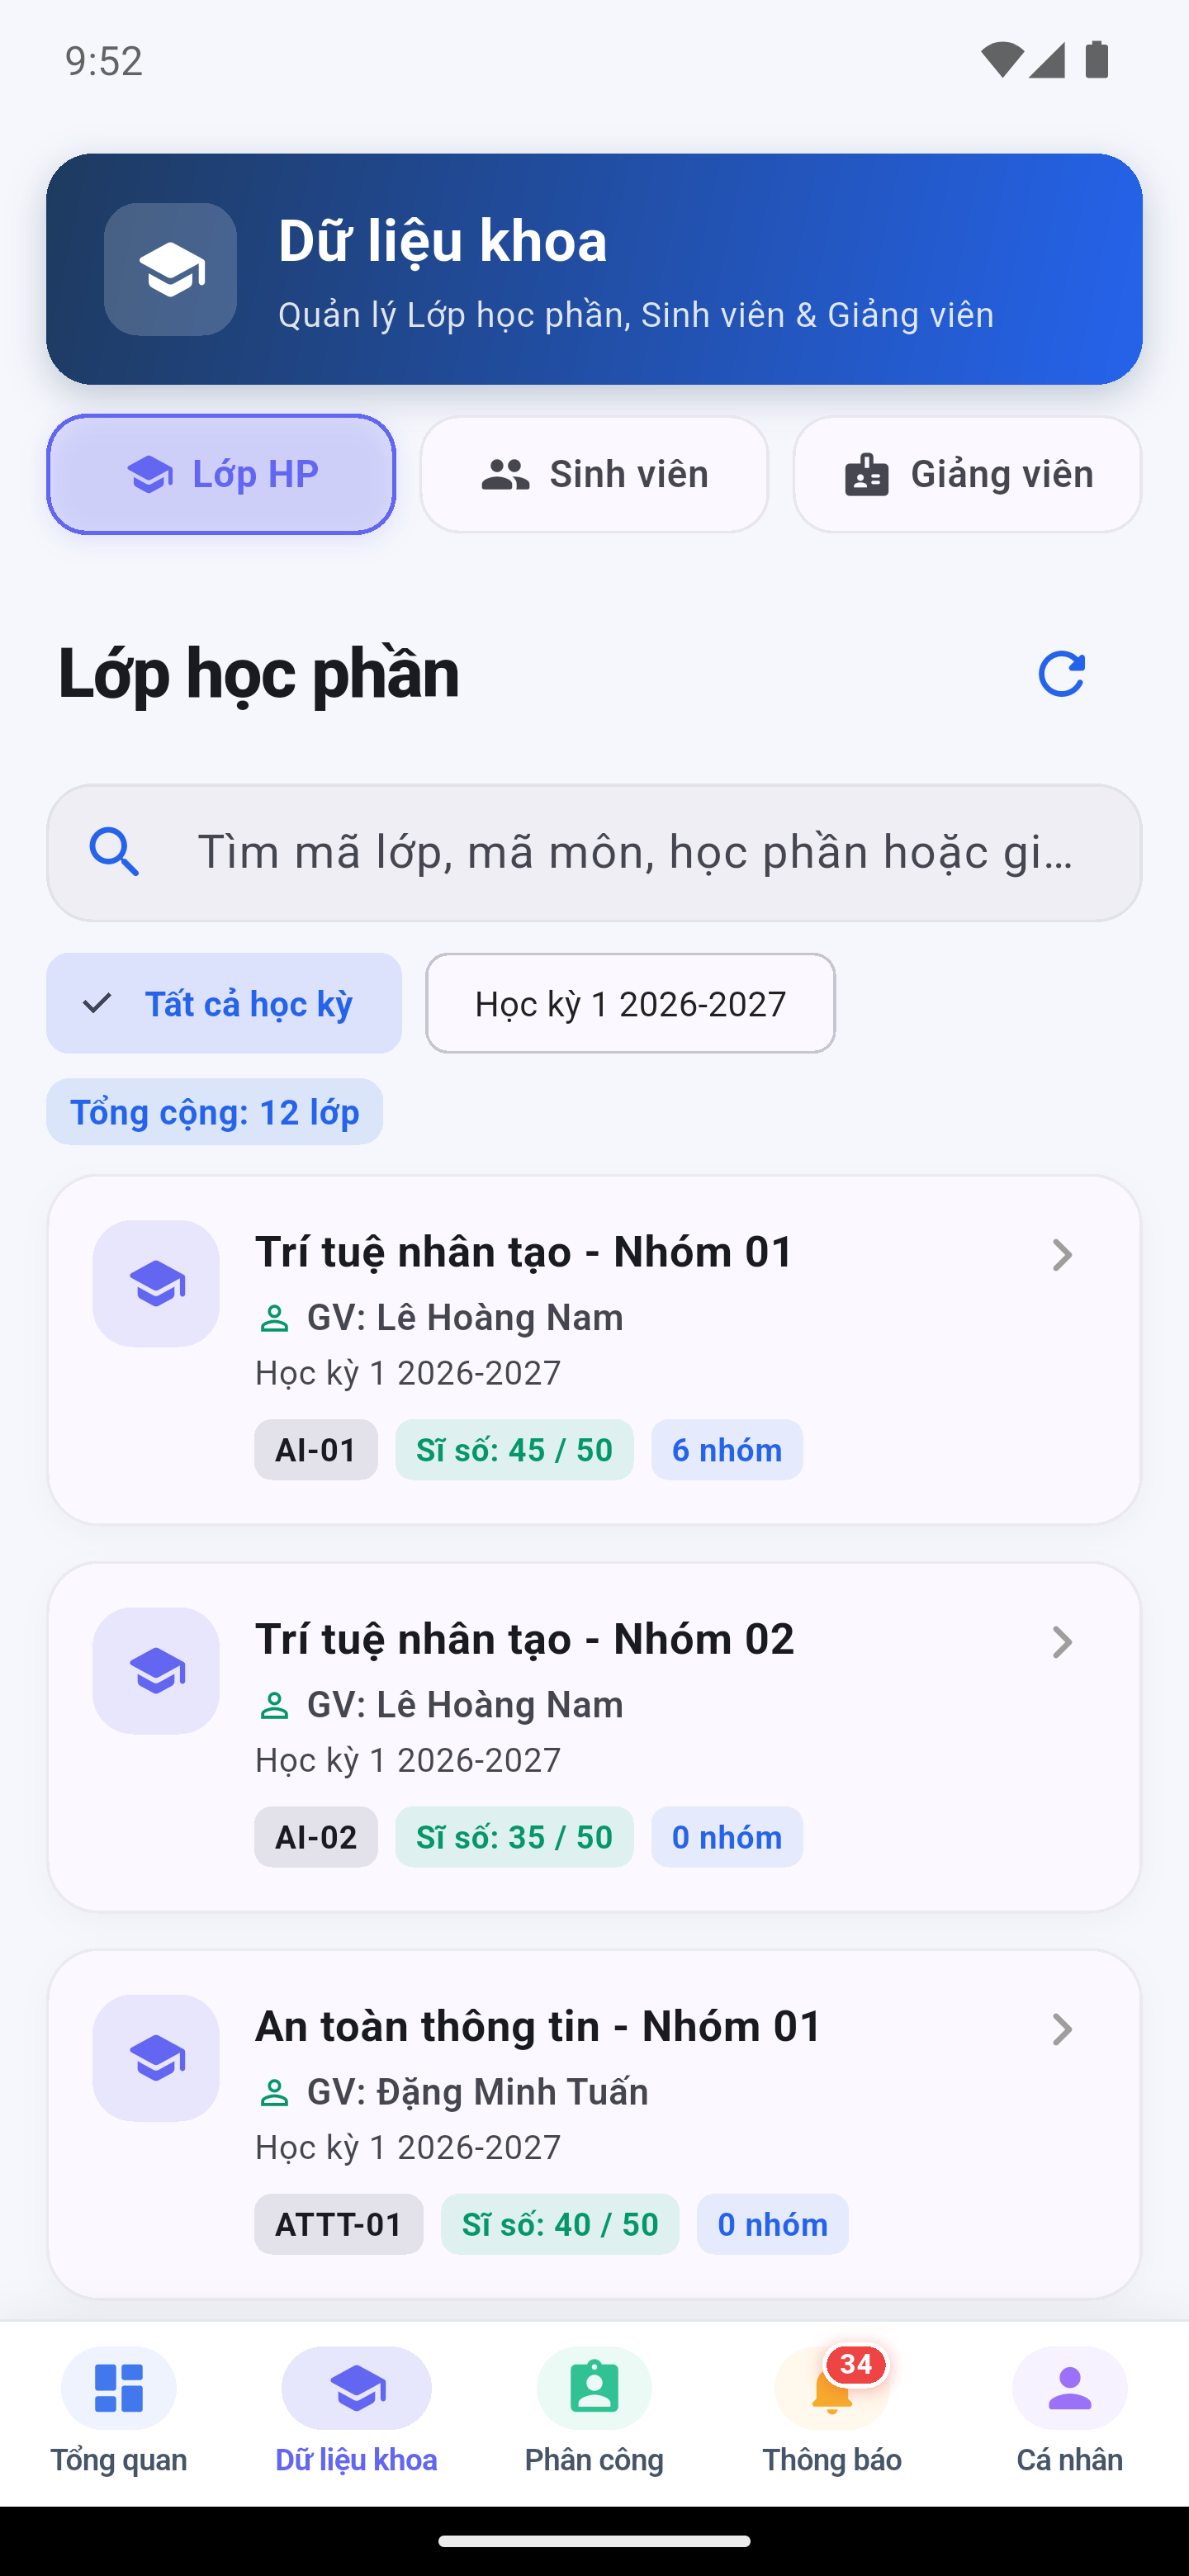 9:52
Dữ liệu khoa
Quản lý Lớp học phần, Sinh viên & Giảng viên
Lớp HP
Sinh viên
Giảng viên
Lớp học phần
Tìm mã lớp, mã môn, học phần hoặc gi...
Tất cả học kỳ
Học kỳ 1 2026-2027
Tổng cộng: 12 lớp
Trí tuệ nhân tạo - Nhóm 01
GV: Lê Hoàng Nam
Học kỳ 1 2026-2027
AI-01
Sĩ số: 45 / 50
6 nhóm
Trí tuệ nhân tạo - Nhóm 02
GV: Lê Hoàng Nam
Học kỳ 1 2026-2027
AI-02
Sĩ số: 35 / 50
0 nhóm
An toàn thông tin - Nhóm 01
GV: Đặng Minh Tuấn
Học kỳ 1 2026-2027
ATTT-01
Sĩ số: 40 / 50
0 nhóm
34
Tổng quan
Dữ liệu khoa
Phân công
Thông báo
Cá nhân